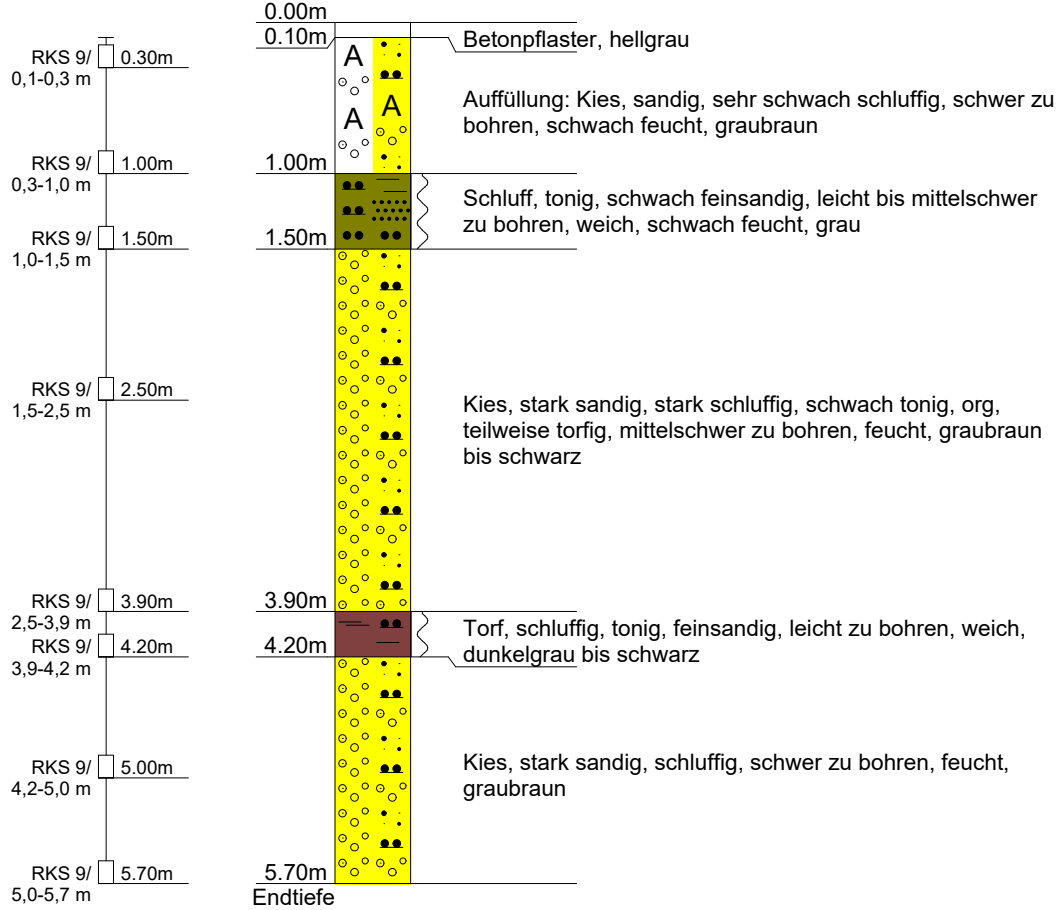 0.00m
0.10m
Betonpflaster, hellgrau
RKS 9/
0,1-0,3 m
0.30m
A
A
A
Auffüllung: Kies, sandig, sehr schwach schluffig, schwer zu
bohren, schwach feucht, graubraun
RKS 9/
0,3-1,0 m
1.00m
1.00m
Schluff, tonig, schwach feinsandig, leicht bis mittelschwer
zu bohren, weich, schwach feucht, grau
RKS 9/
1,0-1,5 m
1.50m
1.50m
RKS 9/
1,5-2,5 m
2.50m
Kies, stark sandig, stark schluffig, schwach tonig, org,
teilweise torfig, mittelschwer zu bohren, feucht, graubraun
bis schwarz
RKS 9/
2,5-3,9 m
3.90m
3.90m
RKS 9/
3,9-4,2 m
4.20m
4.20m
Torf, schluffig, tonig, feinsandig, leicht zu bohren, weich,
dunkelgrau bis schwarz
RKS 9/
4,2-5,0 m
5.00m
Kies, stark sandig, schluffig, schwer zu bohren, feucht,
graubraun
RKS 9/
5,0-5,7 m
5.70m
5.70m
Endtiefe